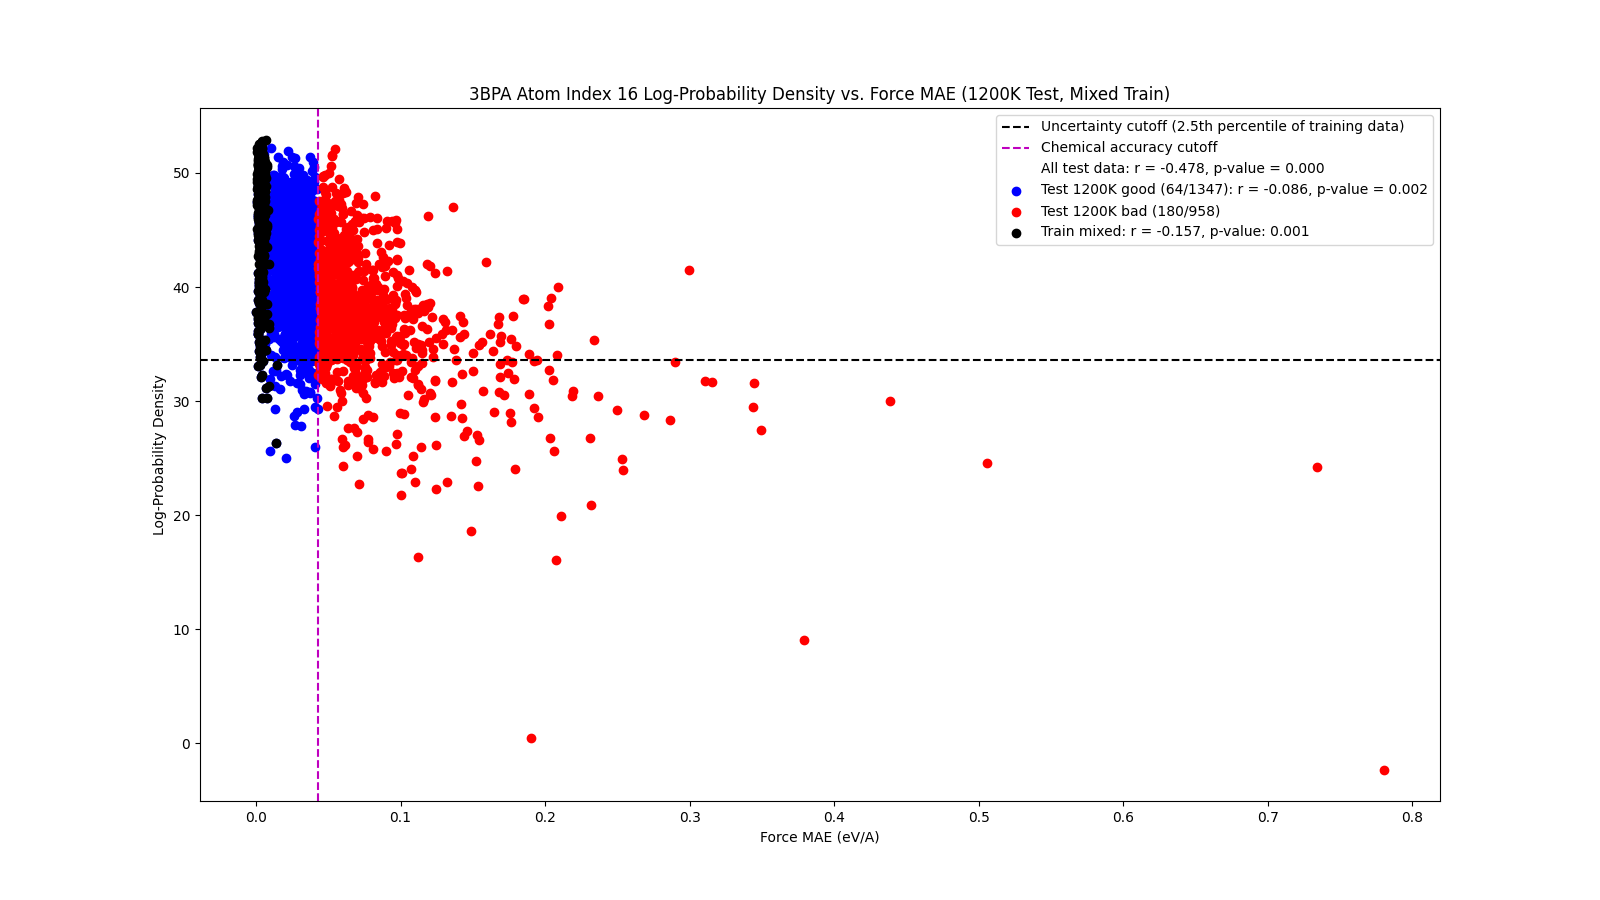 3BPA Atom Index 16 Log-Probability Density vs. Force MAE (1200K Test, Mixed Train)
Uncertainty cutoff (2.5th percentile of training data)
Chemical accuracy cutoff
All test data: r = -0.478, p-value = 0.000
Test 1200K good (64/1347): r = -0.086, p-value = 0.002
Test 1200K bad (180/958)
Train mixed: r = -0.157, p-value: 0.001
Log-Probability Density
50
40
30
20
10
0
0.0 0.1 0.2 0.3 0.4 0.5 0.6 0.7 0.8
Force MAE (eV/A)